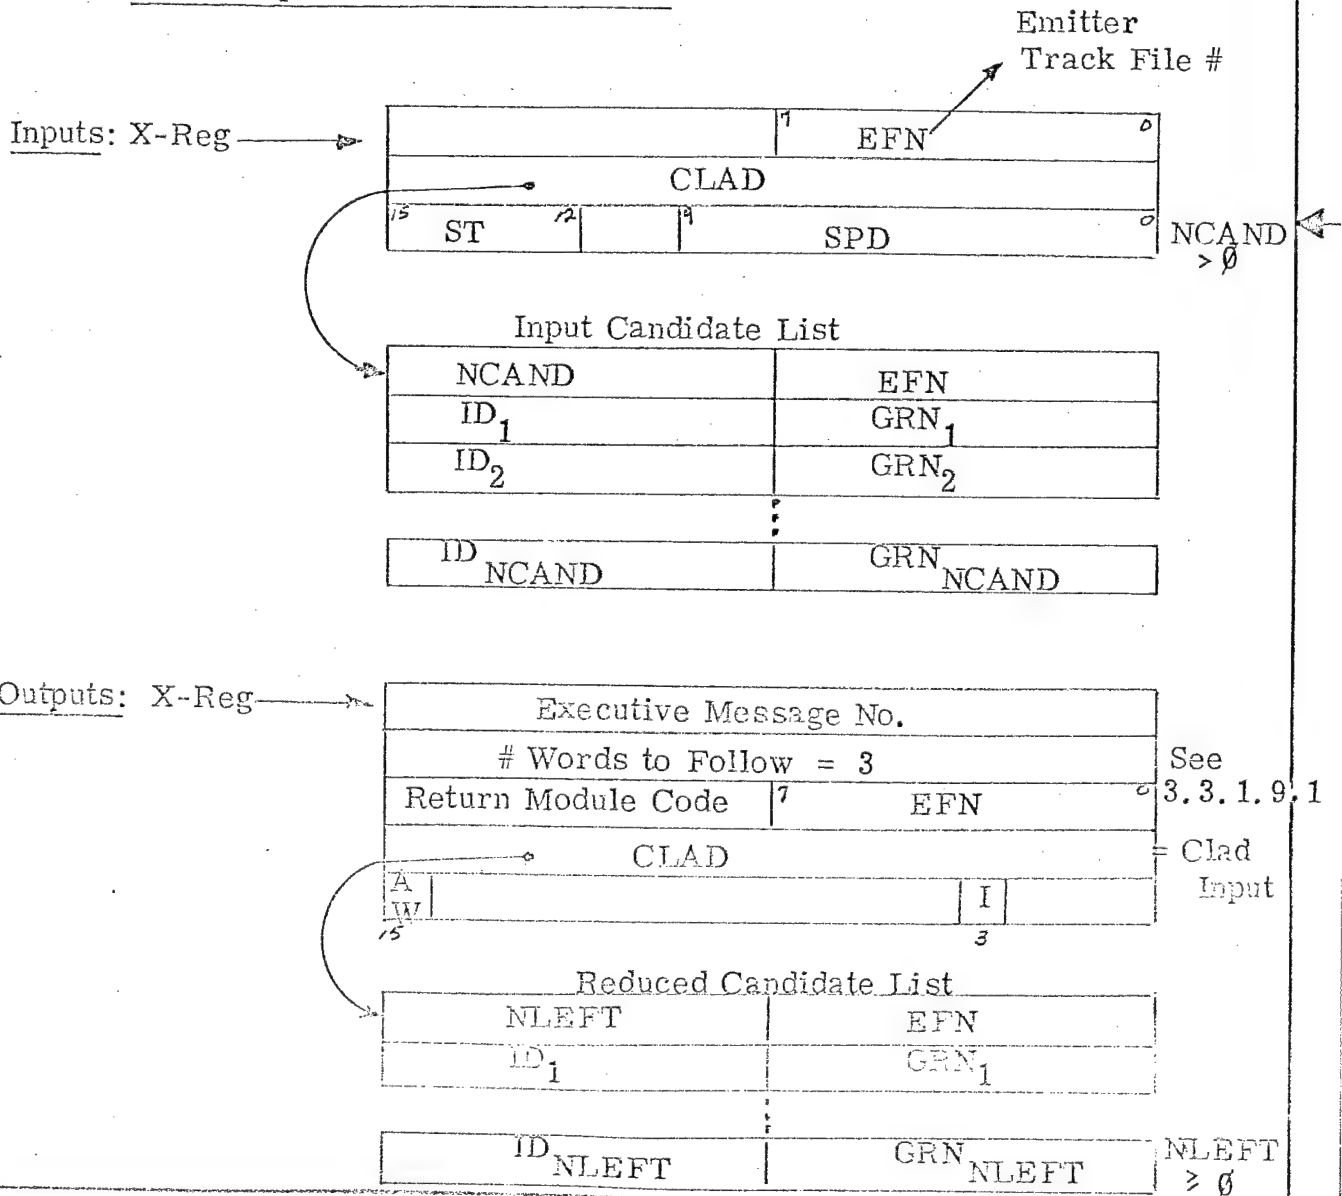 Emitter
Track File #
Inputs: X-Reg
7 EFN 0
CLAD
15 ST 12 9 SPD 0
NCAND
> Ø
Input Candidate List
NCAND EFN
ID1 GRN1
ID2 GRN2
IDNCAND GRNNCAND
Outputs: X-Reg
Executive Message No.
# Words to Follow = 3
See
3.3.1.9.1
Return Module Code 7 EFN 0
CLAD
= Clad
Input
A
W
I
15 3
Reduced Candidate List
NLEFT EFN
ID1 GRN1
IDNLEFT GRNNLEFT
NLEFT
≥ Ø